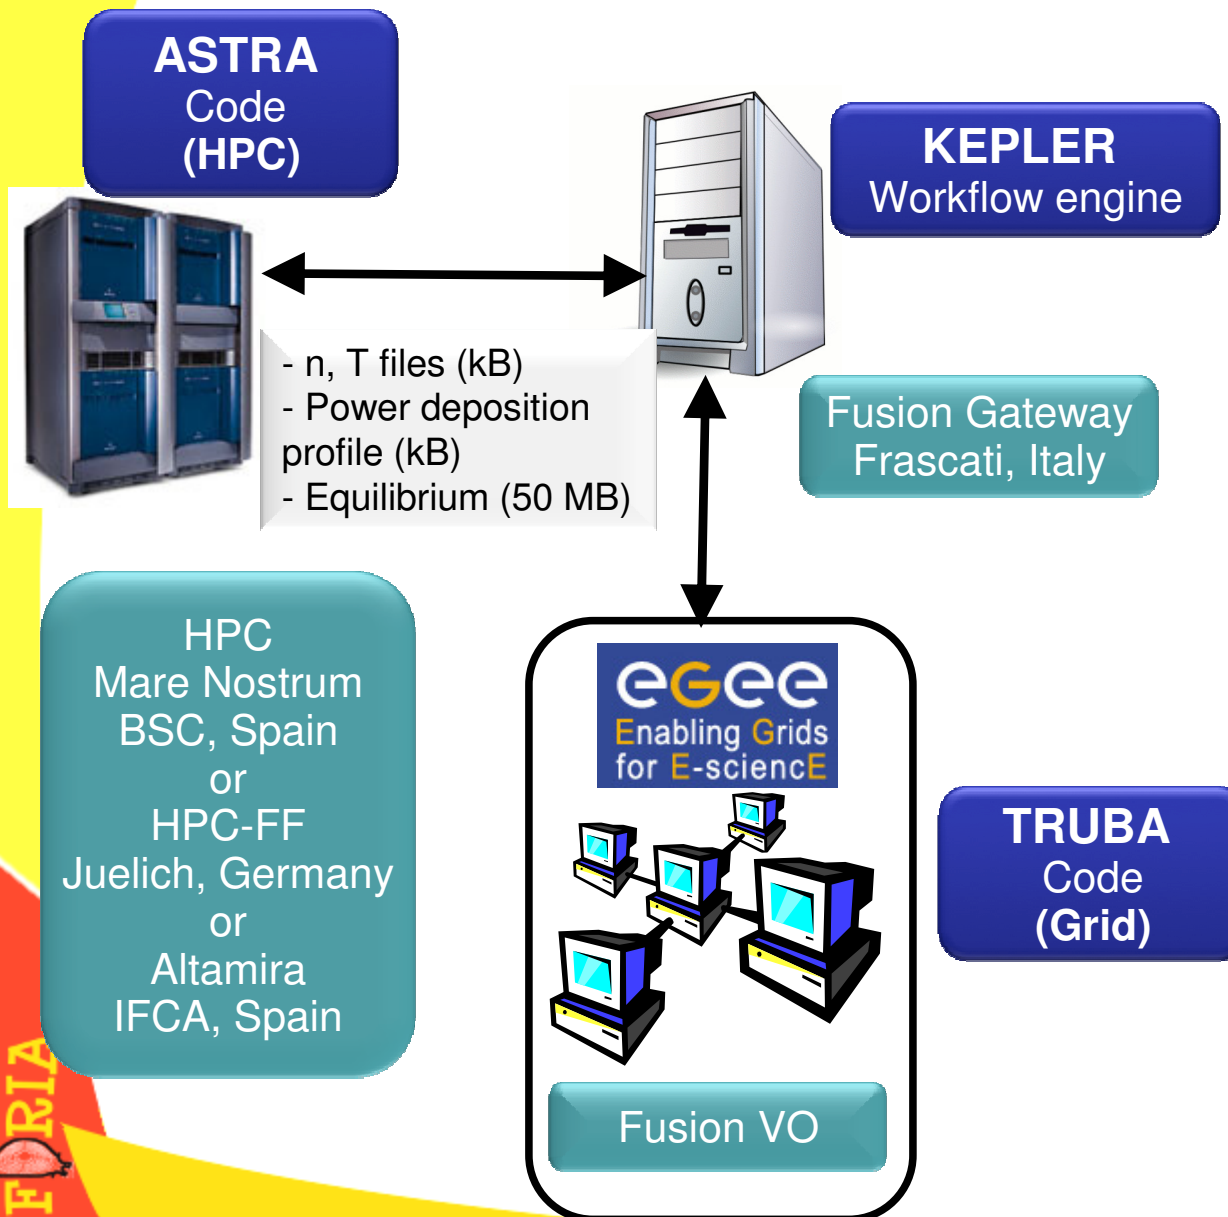 ASTRA
Code
(HPC)
KEPLER
Workflow engine
- n, T files (kB)
- Power deposition
profile (kB)
- Equilibrium (50 MB)
Fusion Gateway
Frascati, Italy
HPC
Mare Nostrum
BSC, Spain
or
HPC-FF
Juelich, Germany
or
Altamira
IFCA, Spain
eGee
Enabling Grids
for E-sciencE
TRUBA
Code
(Grid)
Fusion VO